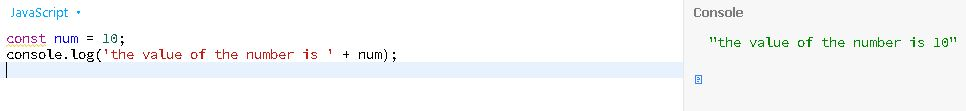 JavaScript
Console
const num = 10;
console.log('the value of the number is ' + num);
"the value of the number is 10"